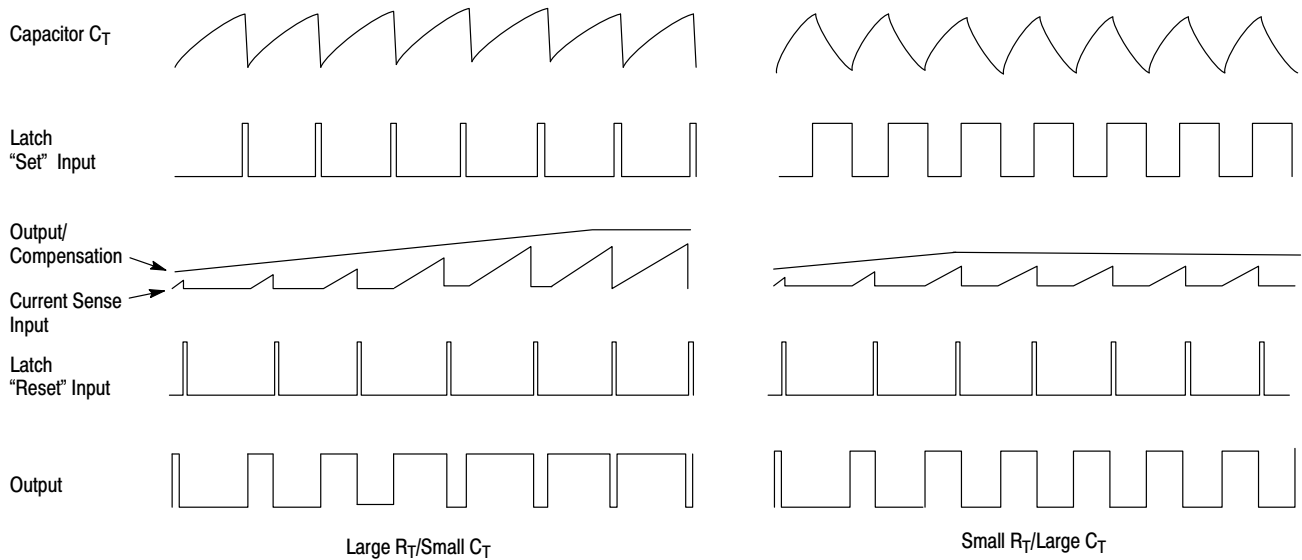 Capacitor CT
Latch
“Set” Input
Output/
Compensation
Current Sense
Input
Latch
“Reset” Input
Output
Large RT/Small CT
Small RT/Large CT